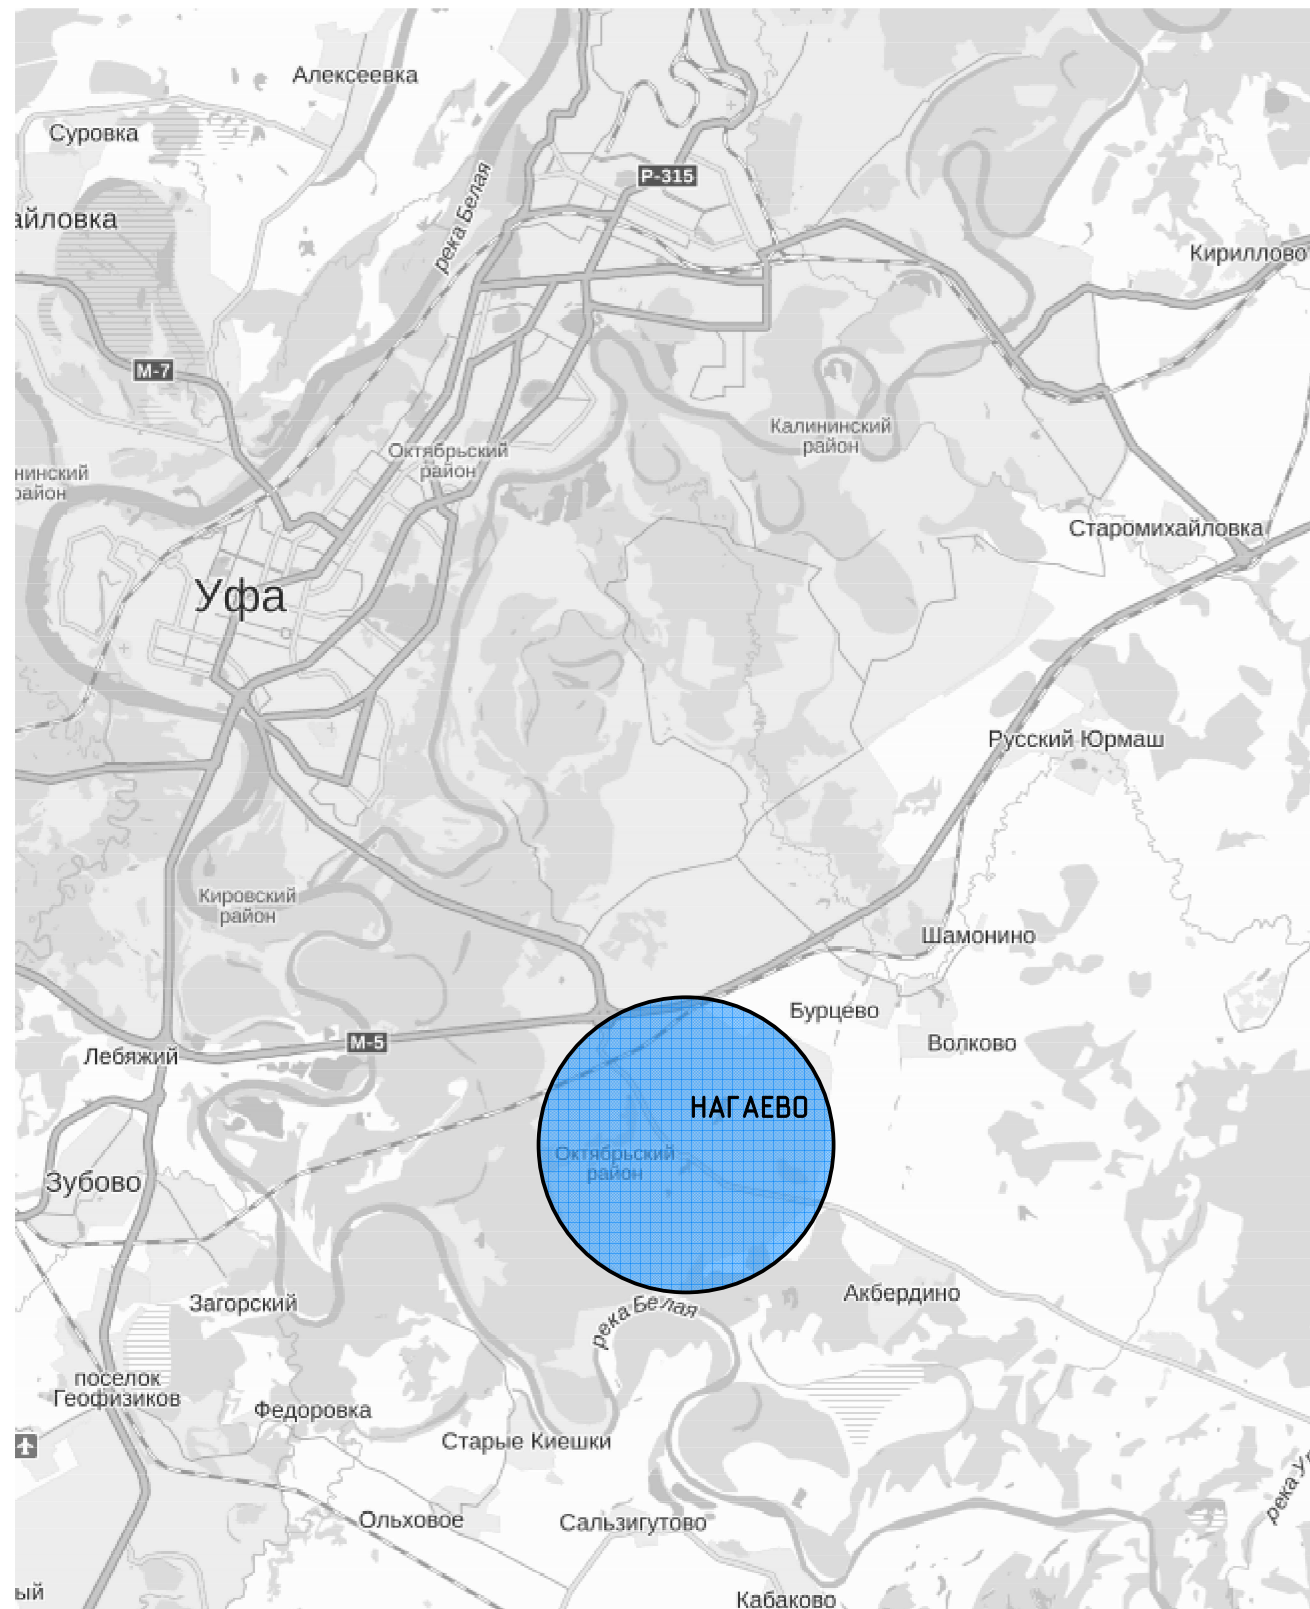 Алексеевка
Суровка
Р-315
река Белая
айловка
Кириллово
М-7
Калининский
район
Октябрьский
район
нинский
район
Старомихайловка
Уфа
Русский Юрмаш
Кировский
район
Шамонино
Бурцево
М-5
Волково
Лебяжий
НАГАЕВО
Октябрьский
район
Зубово
Акбердино
Загорский
река Белая
поселок
Геофизиков
Федоровка
Старые Киешки
река Уф
Ольховое
Сальзигутово
ый
Кабаково